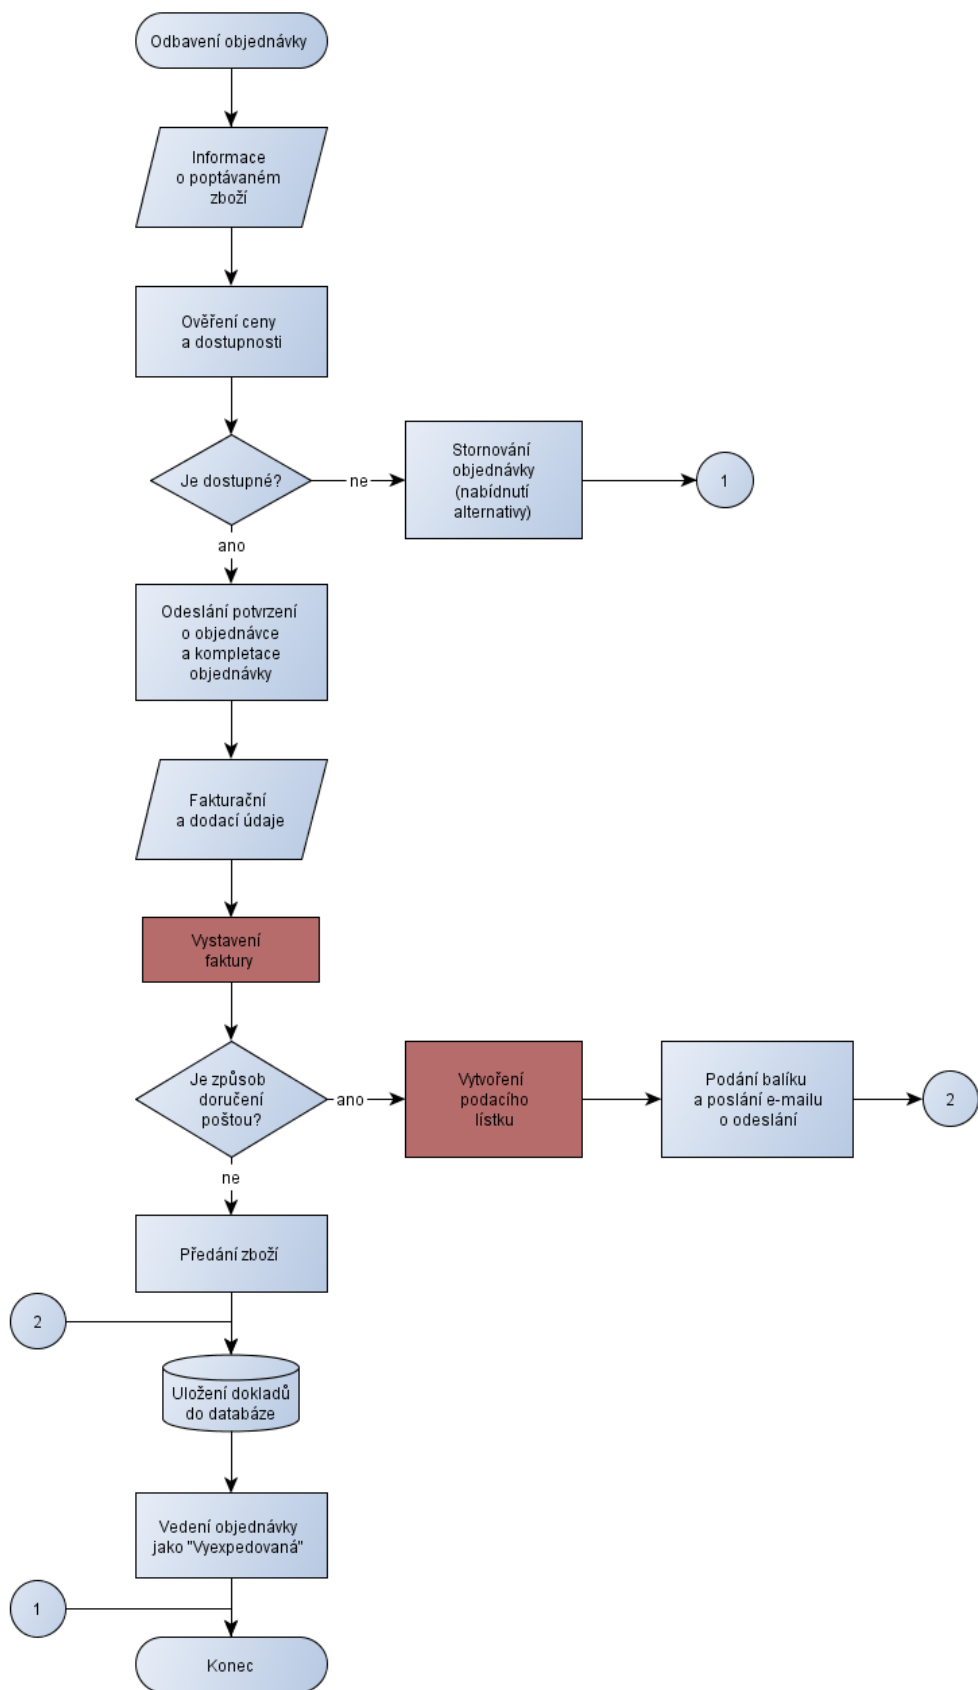 Odbavení objednávky
Informace
o poptávaném
zboží
Ověření ceny
a dostupnosti
Je dostupné?
ne
Stornování
objednávky
(nabídnutí
alternativy)
1
ano
Odeslání potvrzení
o objednávce
a kompletace
objednávky
Fakturační
a dodací údaje
Vystavení
faktury
Je způsob
doručení
poštou?
ano
Vytvoření
podacího
lístku
Podání balíku
a poslání e-mailu
o odeslání
2
ne
Předání zboží
2
Uložení dokladů
do databáze
Vedení objednávky
jako "Vyexpedovaná"
1
Konec